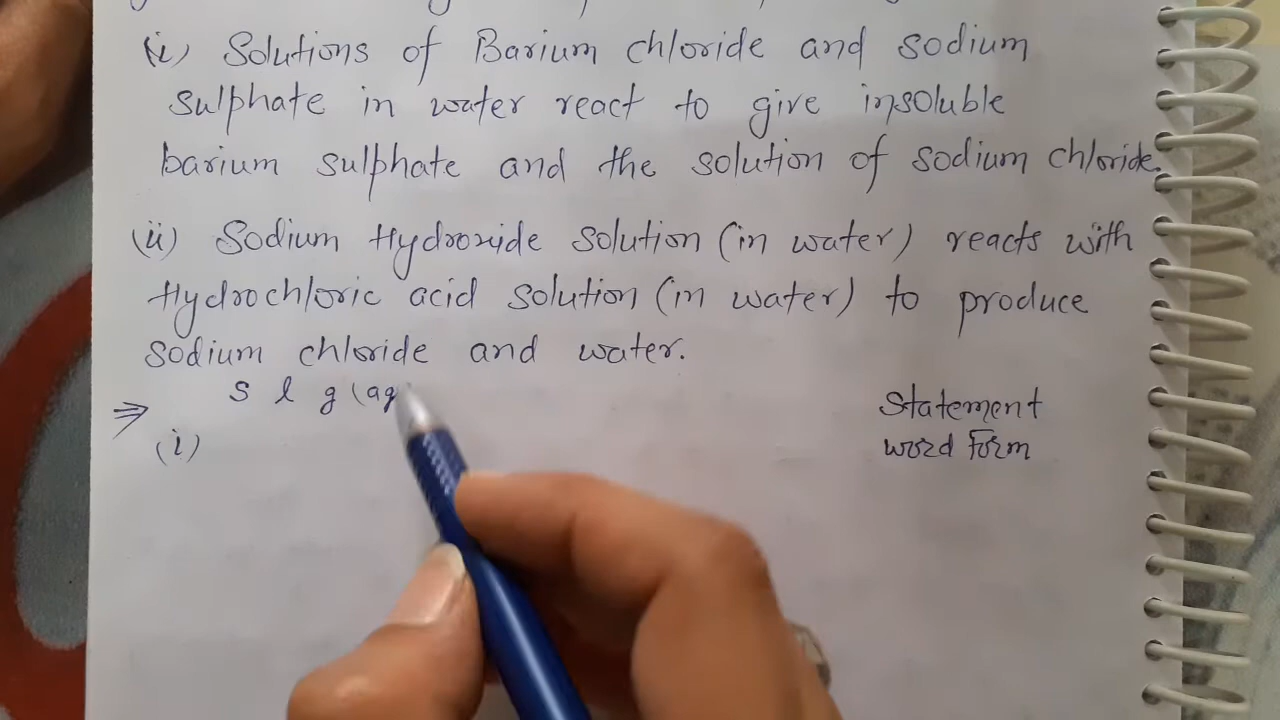 (i) Solutions of Barium chloride and sodium
sulphate in water react to give insoluble
barium sulphate and the solution of sodium chloride.
(ii) Sodium Hydroxide solution (in water) reacts with
Hydrochloric acid solution (in water) to produce
sodium chloride and water.
⇒ s l g (aq
Statement
(i)
word Form